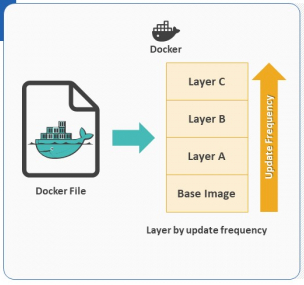 Docker
Layer C
Layer B
Layer A
Base Image
Update Frequency
Docker File
Layer by update frequency